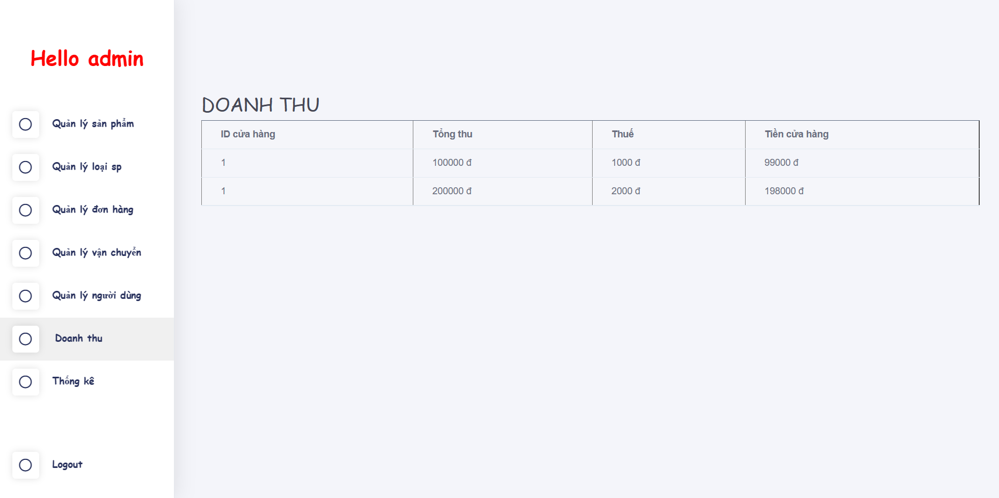 Hello admin
Quản lý sản phẩm
Quản lý loại sp
Quản lý đơn hàng
Quản lý vận chuyển
Quản lý người dùng
Doanh thu
Thống kê
Logout
DOANH THU
ID cửa hàng Tổng thu Thuế Tiền cửa hàng
1 100000 đ 1000 đ 99000 đ
1 200000 đ 2000 đ 198000 đ